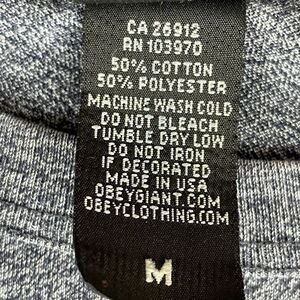 CA 26912
RN 103970
50% COTTON
50% POLYESTER
MACHINE WASH COLD
DO NOT BLEACH
TUMBLE DRY LOW
DO NOT IRON
IF DECORATED
MADE IN USA
OBEYGIANT.COM
OBEYCLOTHING.COM
M